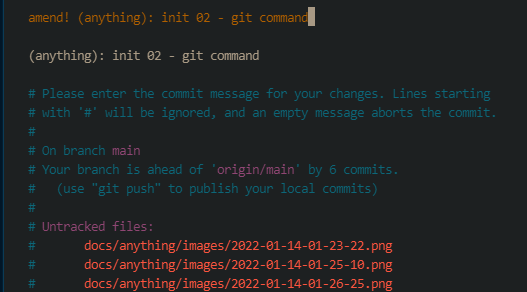 amend! (anything): init 02 - git command
(anything): init 02 - git command
# Please enter the commit message for your changes. Lines starting
# with '#' will be ignored, and an empty message aborts the commit.
#
# On branch main
# Your branch is ahead of 'origin/main' by 6 commits.
#   (use "git push" to publish your local commits)
#
# Untracked files:
#       docs/anything/images/2022-01-14-01-23-22.png
#       docs/anything/images/2022-01-14-01-25-10.png
#       docs/anything/images/2022-01-14-01-26-25.png